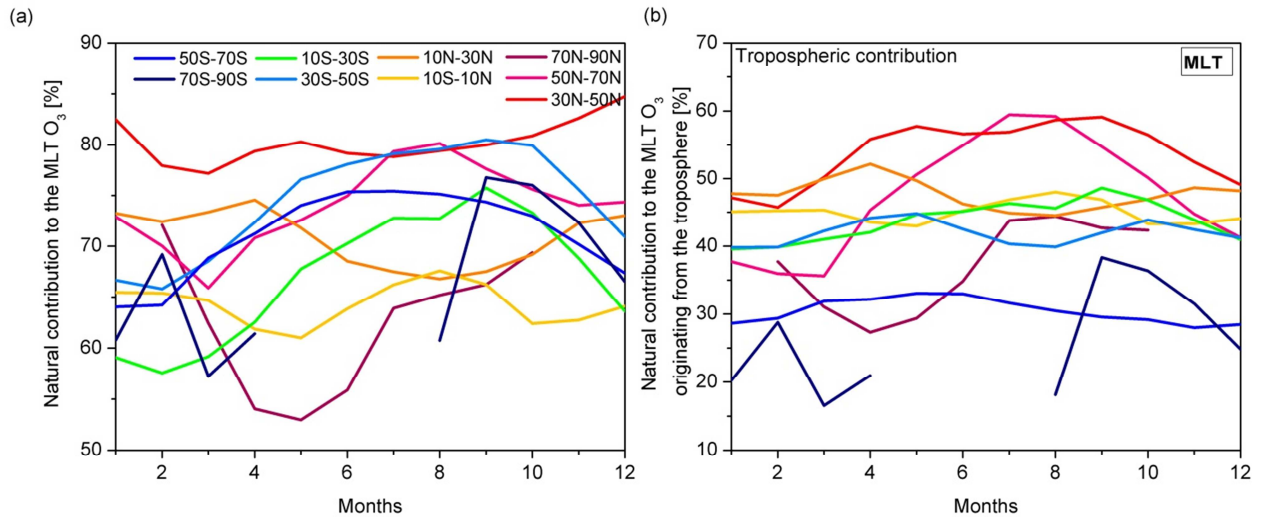 (a)
Natural contribution to the MLT O3 [%]
90
80
70
60
50
50S-70S 10S-30S 10N-30N 70N-90N
70S-90S 30S-50S 10S-10N 50N-70N
30N-50N
2 4 6 8 10 12
Months
(b)
Natural contribution to the MLT O3
originating from the troposphere [%]
70
60
50
40
30
20
10
Tropospheric contribution MLT
2 4 6 8 10 12
Months